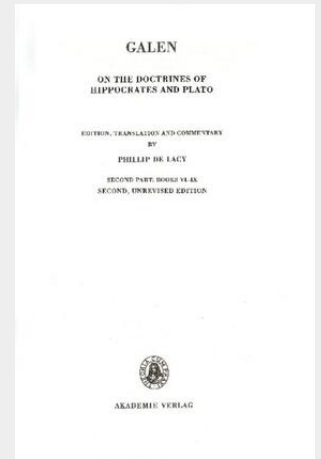 GALEN
ON THE DOCTRINES OF
HIPPOCRATES AND PLATO
EDITION, TRANSLATION AND COMMENTARY
BY
PHILLIP DE LACY
SECOND PART: BOOKS VI–IX
SECOND, UNREVISED EDITION
AKADEMIE VERLAG